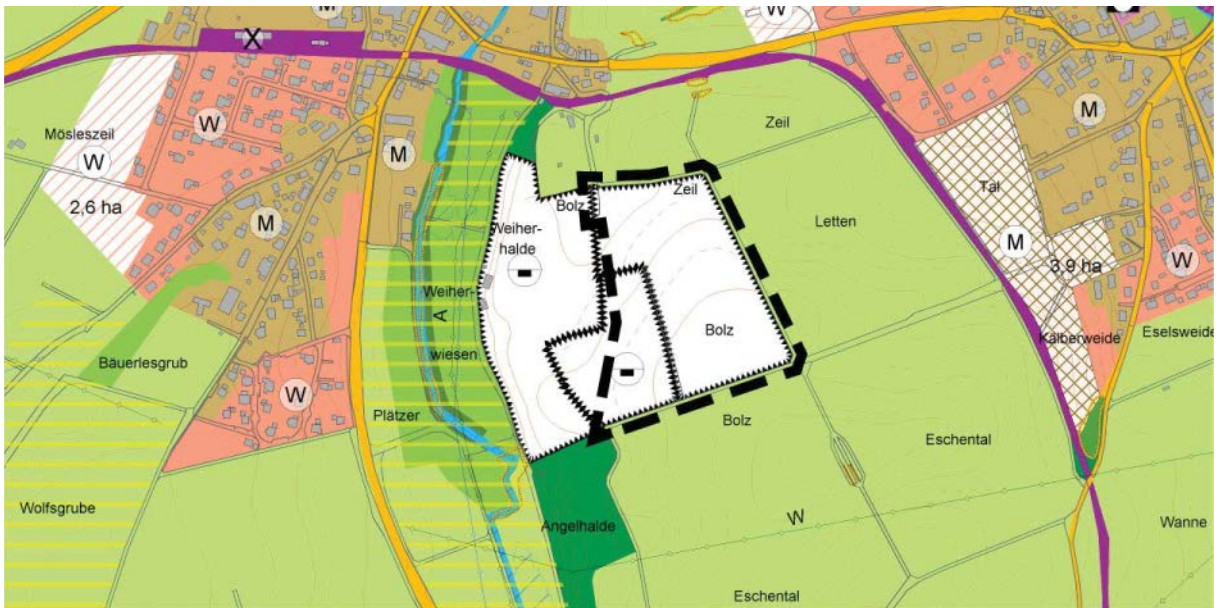 M
W
X
Mösleszeil
W
W
2,6 ha
M
M
Zeil
M
Zeil
Tal
Bolz
Weiher-
halde
Letten
M
3,9 ha
W
Weiher-
A
wiesen
Bolz
Kälberweide
Eselsweide
Bäuerlesgrub
W
Plätzer
Bolz
Eschental
Wolfsgrube
Angelhalde
W
Wanne
Eschental